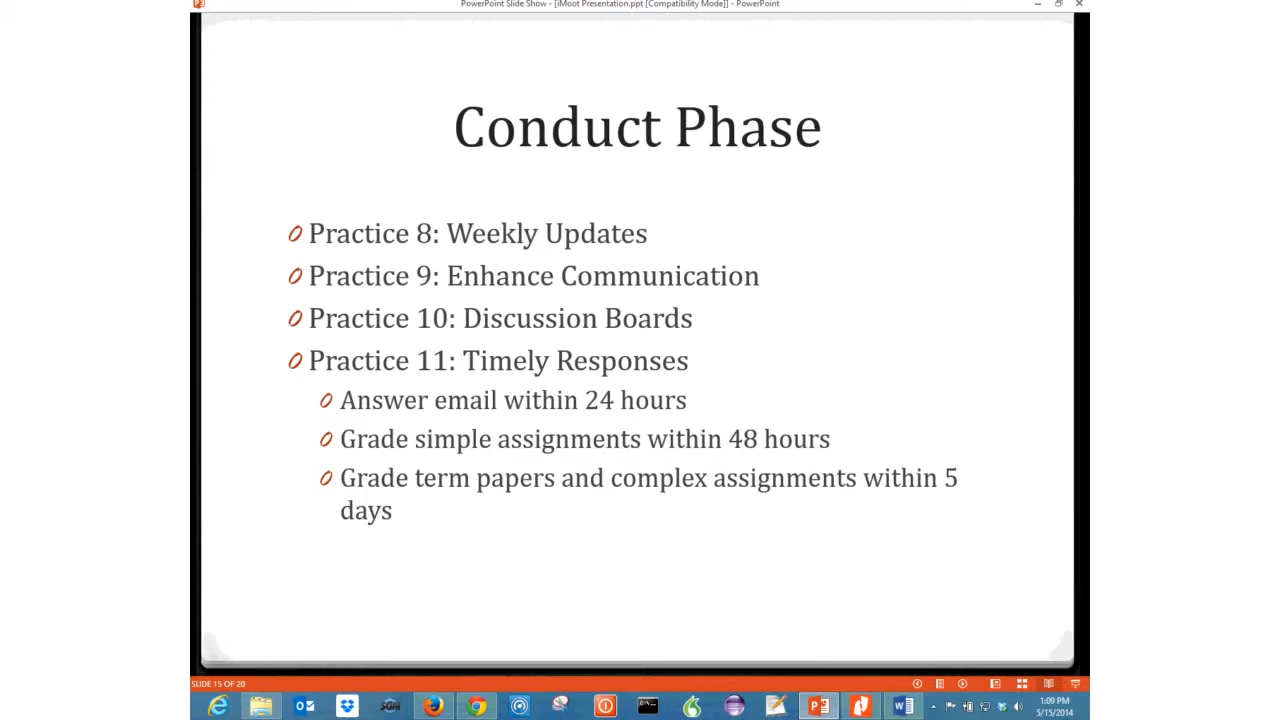 PowerPoint Slide Show - [iMoot Presentation.ppt [Compatibility Mode]] - PowerPoint
Conduct Phase
Practice 8: Weekly Updates
Practice 9: Enhance Communication
Practice 10: Discussion Boards
Practice 11: Timely Responses
Answer email within 24 hours
Grade simple assignments within 48 hours
Grade term papers and complex assignments within 5
days
SLIDE 15 OF 20
1:09 PM
5/15/2014